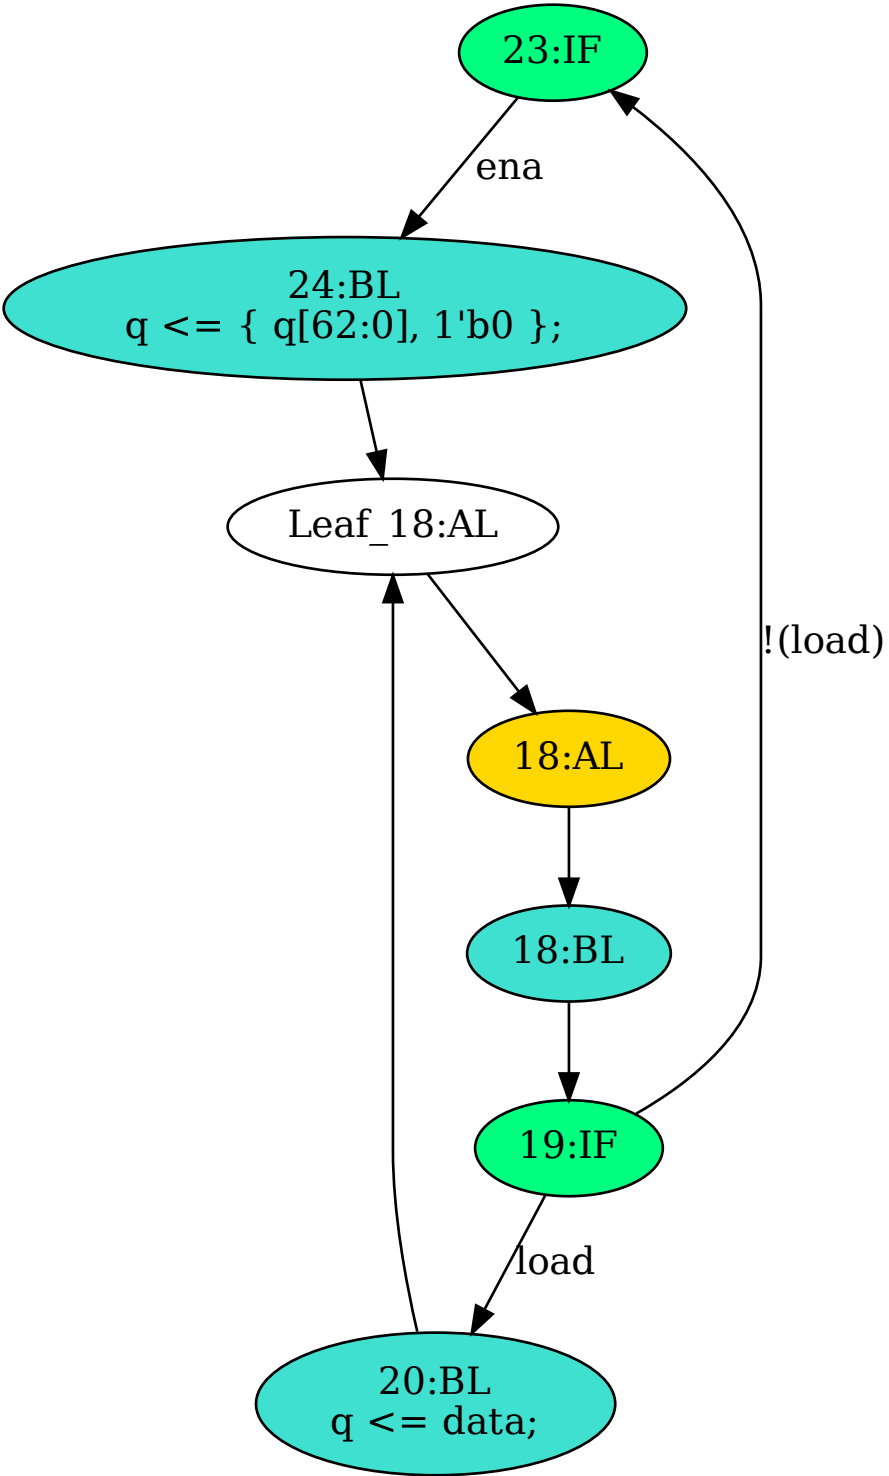 23:IF
ena
24:BL
q <= { q[62:0], 1'b0 };
Leaf_18:AL
!(load)
18:AL
18:BL
19:IF
load
20:BL
q <= data;